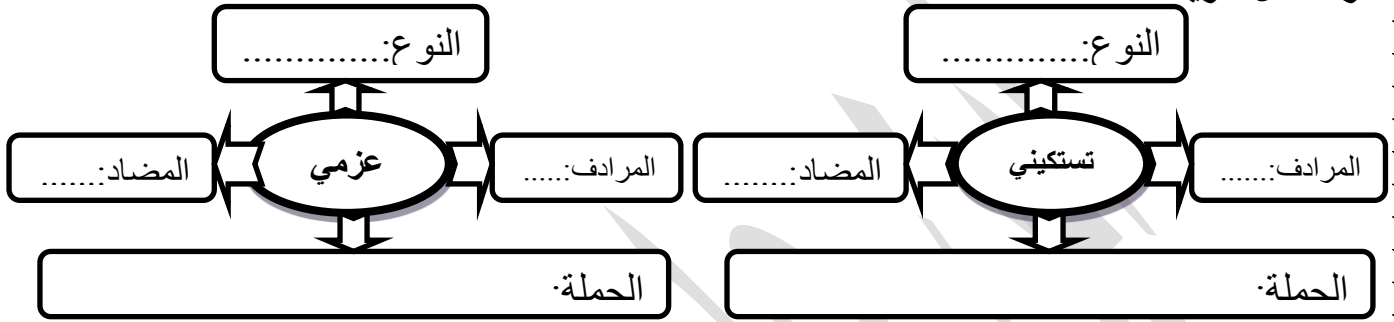 النوع:.............
النوع:.............
المرادف:.......
تستكيني
المضاد:.......
المرادف:.....
عزمي
المضاد:.......
الجملة:
الجملة: